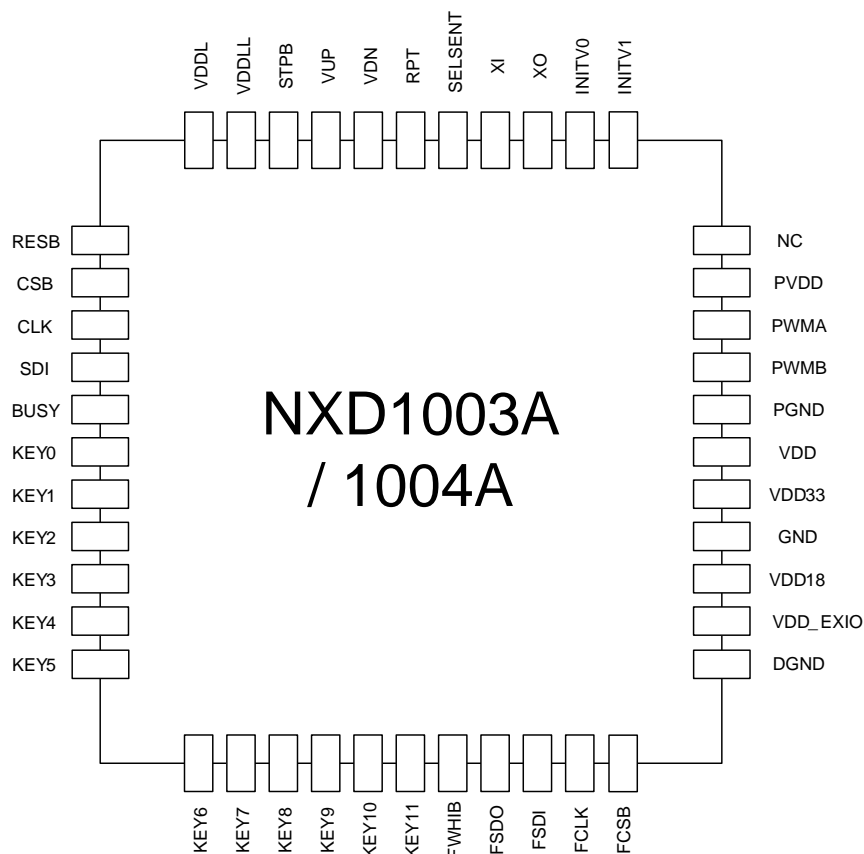 VDDL
VDDLL
STPB
VUP
VDN
RPT
SELSENT
XI
XO
INITV0
INITV1
RESB
CSB
CLK
SDI
BUSY
KEY0
KEY1
KEY2
KEY3
KEY4
KEY5
NXD1003A
/ 1004A
NC
PVDD
PWMA
PWMB
PGND
VDD
VDD33
GND
VDD18
VDD_EXIO
DGND
KEY6
KEY7
KEY8
KEY9
KEY10
KEY11
FWHIB
FSDO
FSDI
FCLK
FCSB